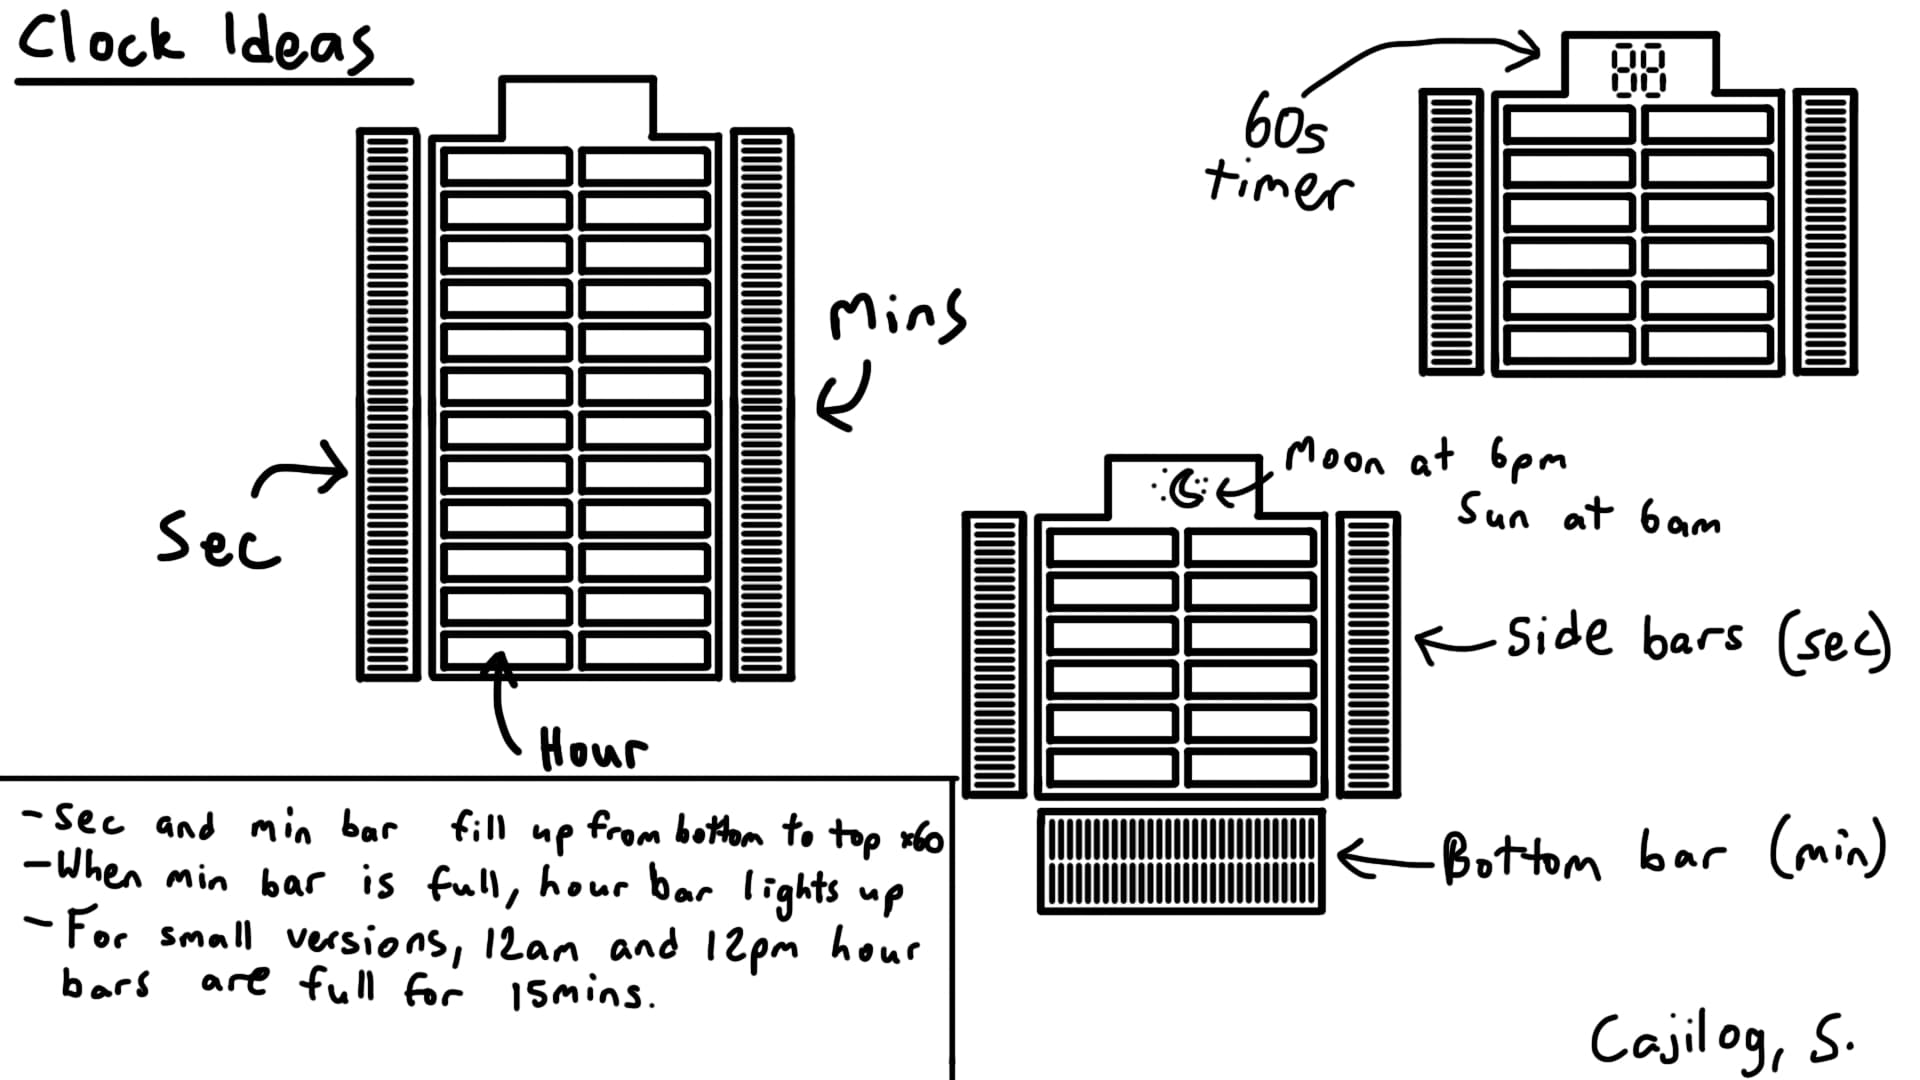 Clock Ideas
Sec
Mins
Hour
60s
timer
88
Moon at 6pm
Sun at 6am
Side bars (sec)
Bottom bar (min)
- Sec and min bar fill up from bottom to top x60
- When min bar is full, hour bar lights up
- For small versions, 12am and 12pm hour
bars are full for 15mins.
Cajilog, S.